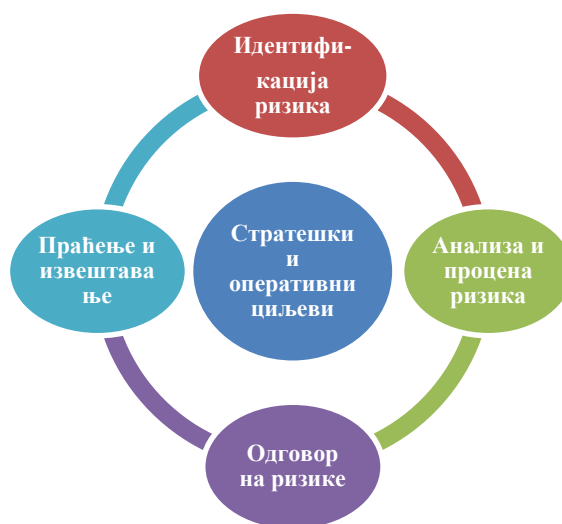 Идентифи-
кација
ризика
Праћење и
извештава
ње
Стратешки
и
оперативни
циљеви
Анализа и
процена
ризика
Одговор
на ризике